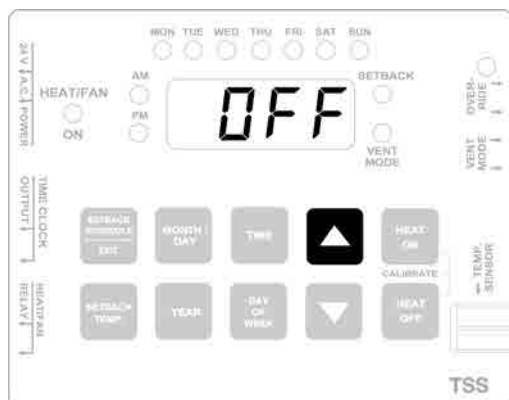 MON TUE WED THU FRI SAT SUN
24V (A.C.) POWER
HEAT/FAN
ON
AM
PM
OFF
SETBACK
VENT
MODE
OVER-
RIDE
VENT
MODE
TIME CLOCK
OUTPUT
SETBACK
SCHEDULE
EXIT
MONTH
DAY
TIME
HEAT
ON
CALIBRATE
TEMP.
SENSOR
HEAT/FAN
RELAY
SETBACK
TEMP
YEAR
DAY
OF
WEEK
HEAT
OFF
TSS